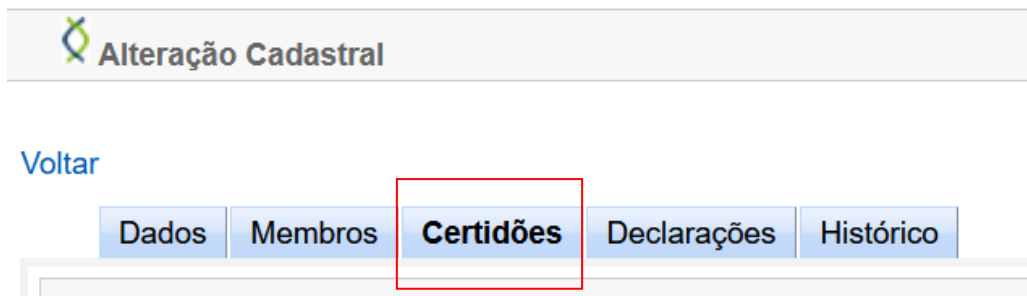 Alteração Cadastral
Voltar
Dados Membros Certidões Declarações Histórico